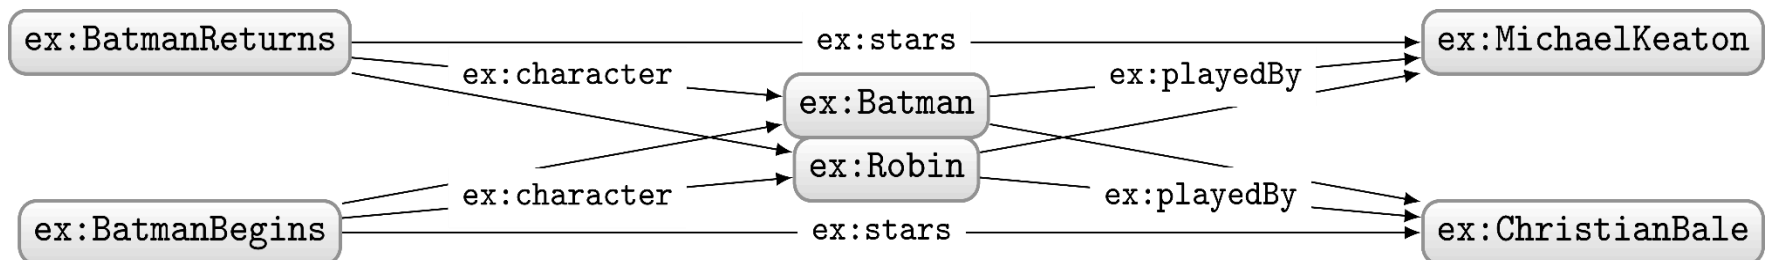 ex:BatmanReturns
ex:stars
ex:MichaelKeaton
ex:character
ex:playedBy
ex:Batman
ex:Robin
ex:character
ex:playedBy
ex:BatmanBegins
ex:stars
ex:ChristianBale